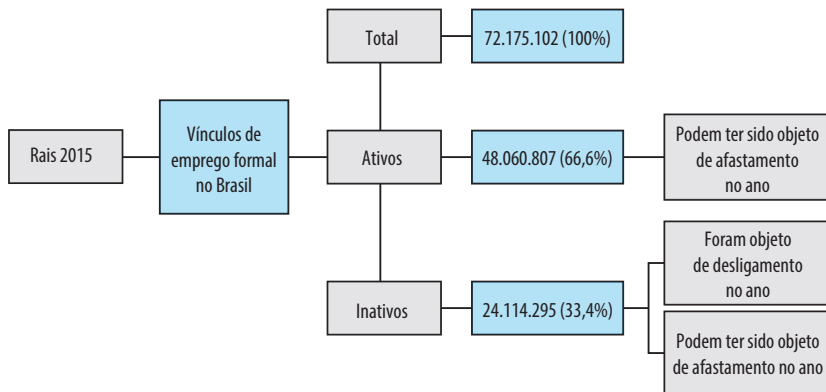 Rais 2015
Vínculos de
emprego formal
no Brasil
Total
72.175.102 (100%)
Ativos
48.060.807 (66,6%)
Podem ter sido objeto
de afastamento
no ano
Inativos
24.114.295 (33,4%)
Foram objeto
de desligamento
no ano
Podem ter sido objeto
de afastamento no ano